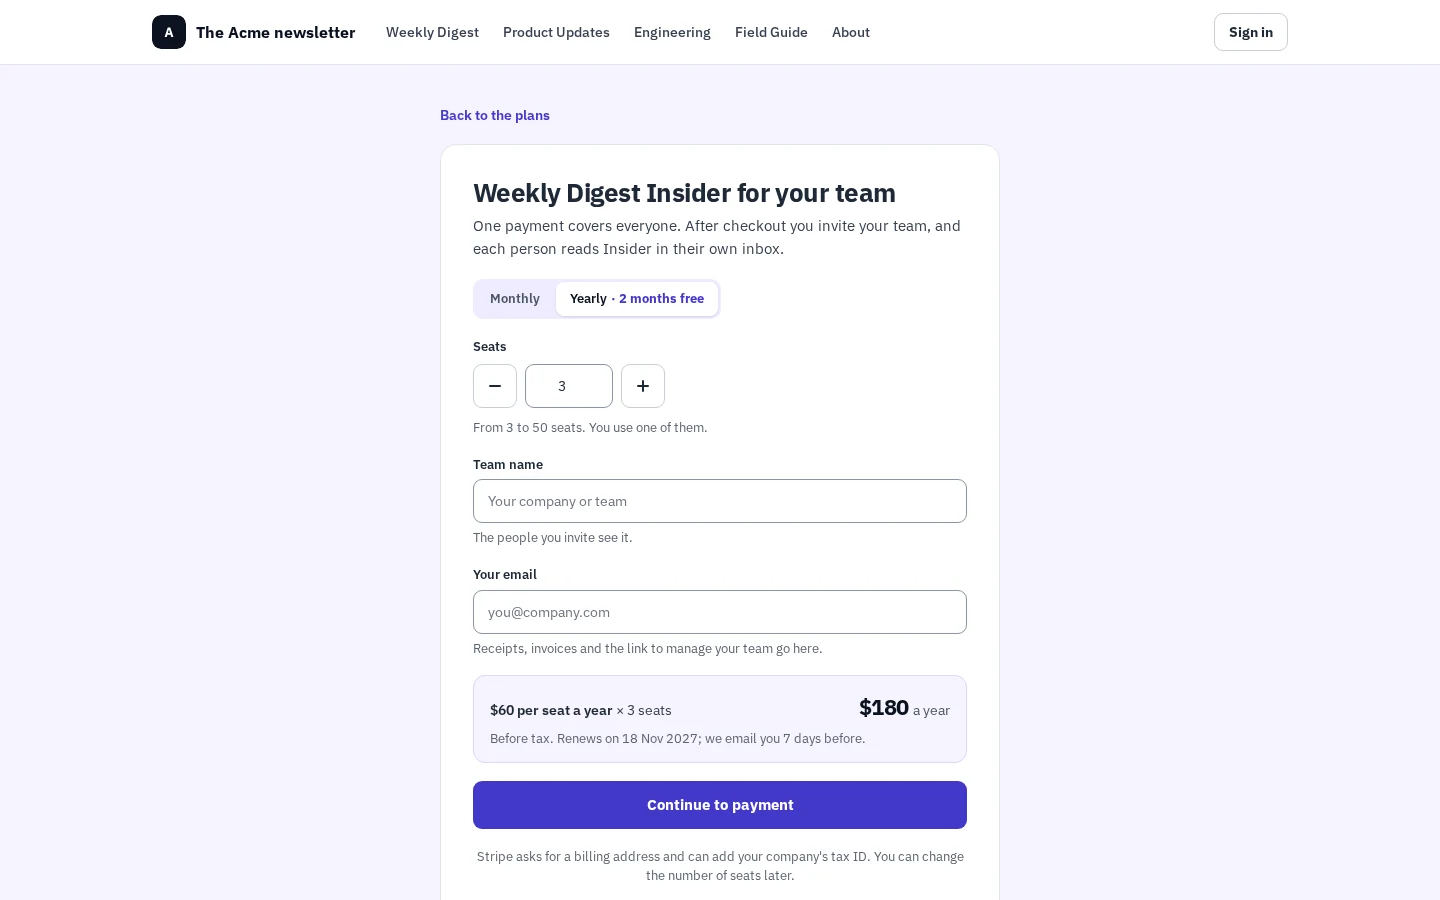 A
The Acme newsletter
Weekly Digest
Product Updates
Engineering
Field Guide
About
Sign in
Back to the plans
Weekly Digest Insider for your team
One payment covers everyone. After checkout you invite your team, and
each person reads Insider in their own inbox.
Monthly
Yearly · 2 months free
Seats
3
From 3 to 50 seats. You use one of them.
Team name
Your company or team
The people you invite see it.
Your email
you@company.com
Receipts, invoices and the link to manage your team go here.
$60 per seat a year × 3 seats
$180 a year
Before tax. Renews on 18 Nov 2027; we email you 7 days before.
Continue to payment
Stripe asks for a billing address and can add your company's tax ID. You can change
the number of seats later.